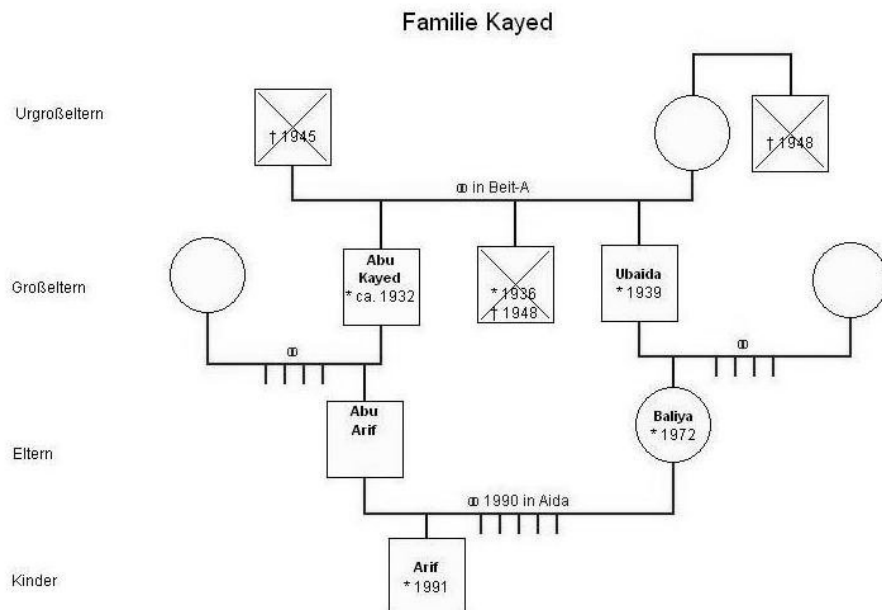 Familie Kayed
Urgroßeltern
† 1945
† 1948
ꝏ in Beit-A
Großeltern
Abu
Kayed
* ca. 1932
* 1936
† 1948
Ubaida
* 1939
ꝏ
ꝏ
Eltern
Abu
Arif
Baliya
* 1972
ꝏ 1990 in Aida
Kinder
Arif
* 1991